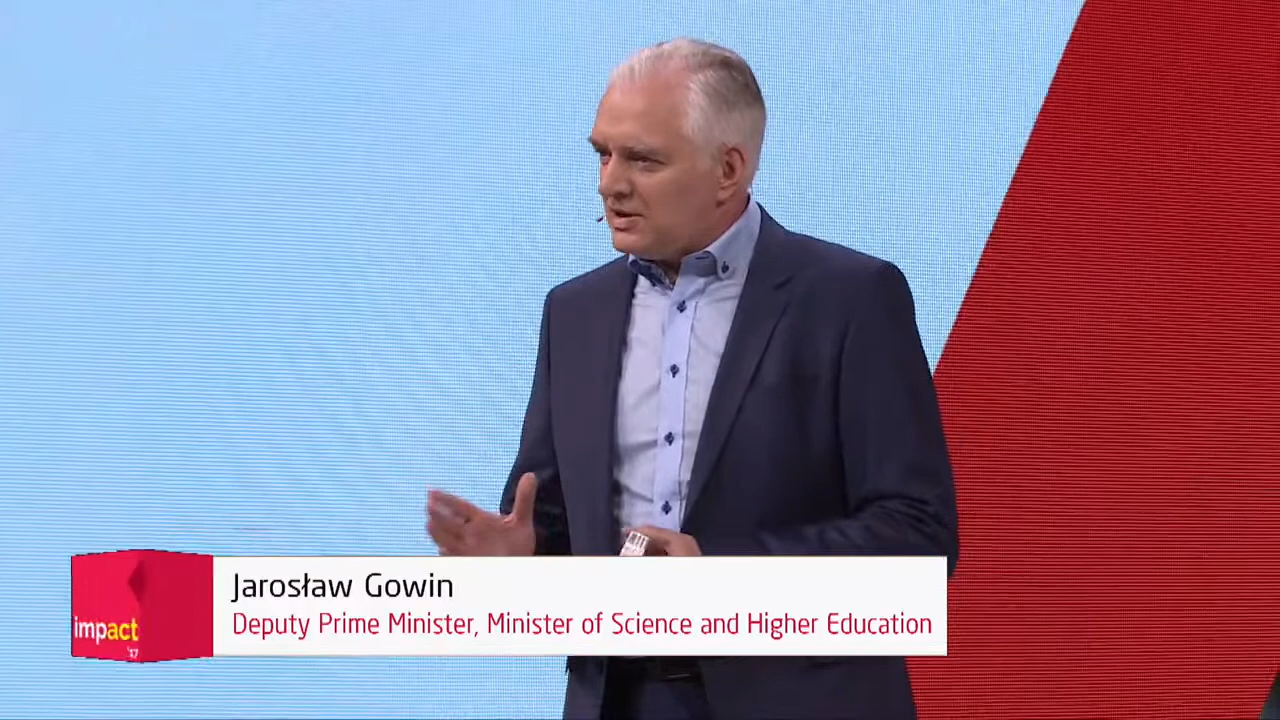 Jarosław Gowin
Deputy Prime Minister, Minister of Science and Higher Education
impact
'17